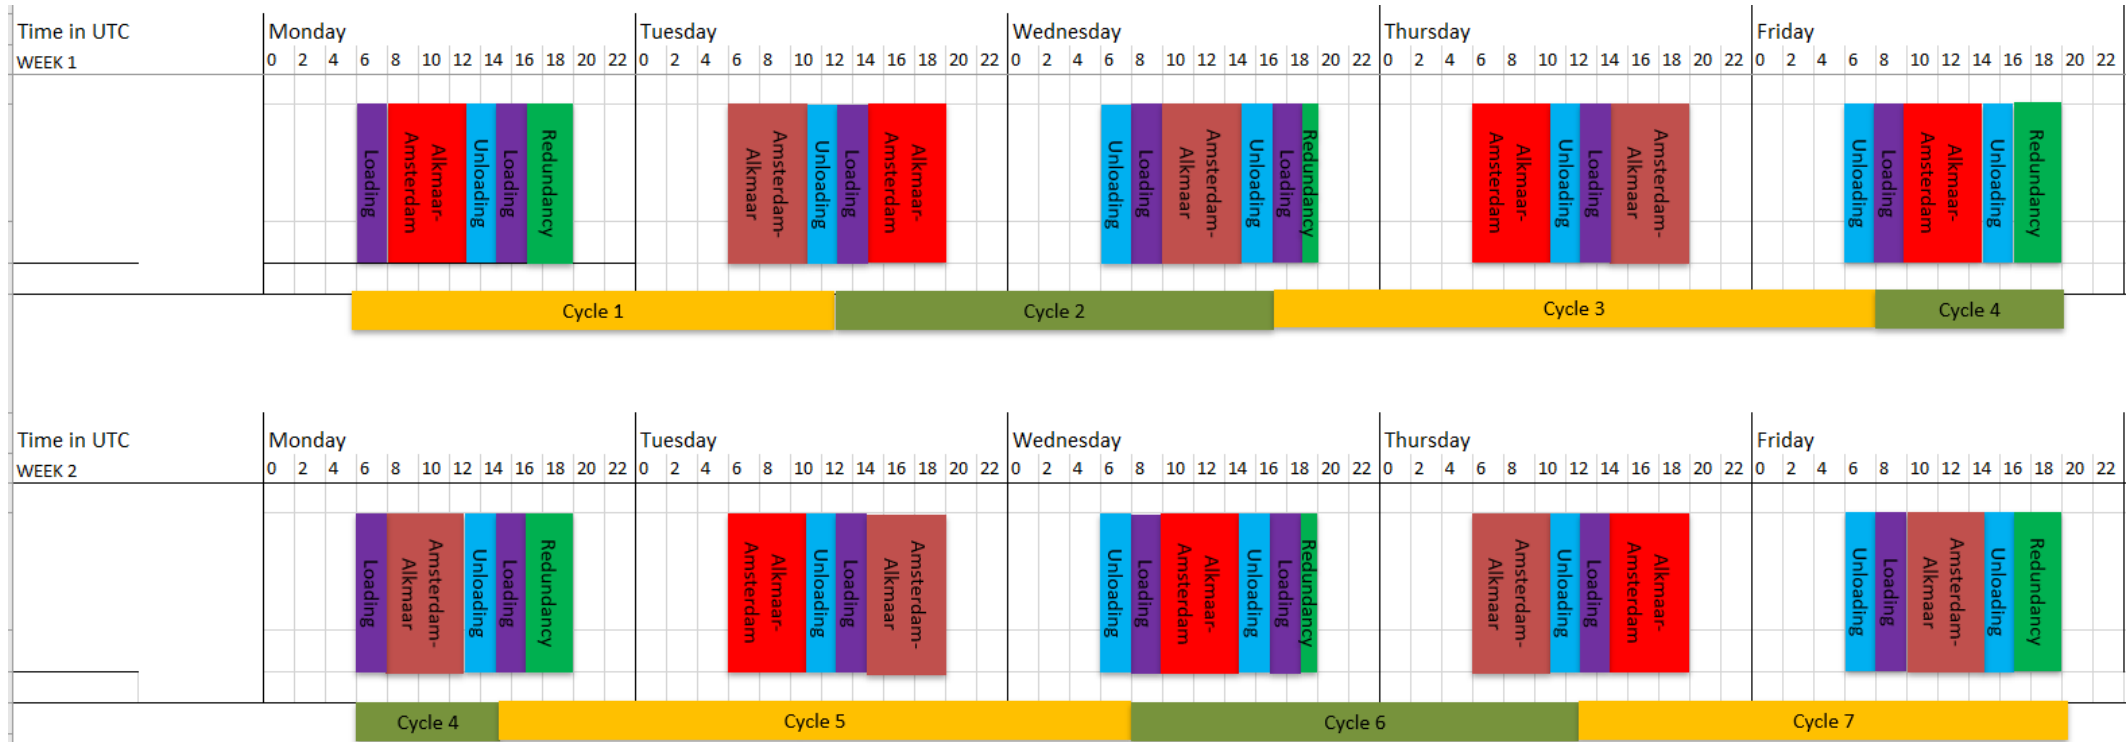 Time in UTC Monday Tuesday Wednesday Thursday Friday
WEEK 1 0 2 4 6 8 10 12 14 16 18 20 22 0 2 4 6 8 10 12 14 16 18 20 22 0 2 4 6 8 10 12 14 16 18 20 22 0 2 4 6 8 10 12 14 16 18 20 22 0 2 4 6 8 10 12 14 16 18 20 22
Loading
Alkmaar-
Amsterdam
Unloading
Loading
Redundancy
Amsterdam-
Alkmaar
Unloading
Loading
Alkmaar-
Amsterdam
Unloading
Loading
Amsterdam-
Alkmaar
Unloading
Loading
Redundancy
Alkmaar-
Amsterdam
Unloading
Loading
Amsterdam-
Alkmaar
Unloading
Loading
Alkmaar-
Amsterdam
Unloading
Redundancy
Cycle 1 Cycle 2 Cycle 3 Cycle 4
Time in UTC Monday Tuesday Wednesday Thursday Friday
WEEK 2 0 2 4 6 8 10 12 14 16 18 20 22 0 2 4 6 8 10 12 14 16 18 20 22 0 2 4 6 8 10 12 14 16 18 20 22 0 2 4 6 8 10 12 14 16 18 20 22 0 2 4 6 8 10 12 14 16 18 20 22
Loading
Amsterdam-
Alkmaar
Unloading
Loading
Redundancy
Alkmaar-
Amsterdam
Unloading
Loading
Amsterdam-
Alkmaar
Unloading
Loading
Alkmaar-
Amsterdam
Unloading
Loading
Redundancy
Amsterdam-
Alkmaar
Unloading
Loading
Alkmaar-
Amsterdam
Unloading
Loading
Amsterdam-
Alkmaar
Unloading
Redundancy
Cycle 4 Cycle 5 Cycle 6 Cycle 7